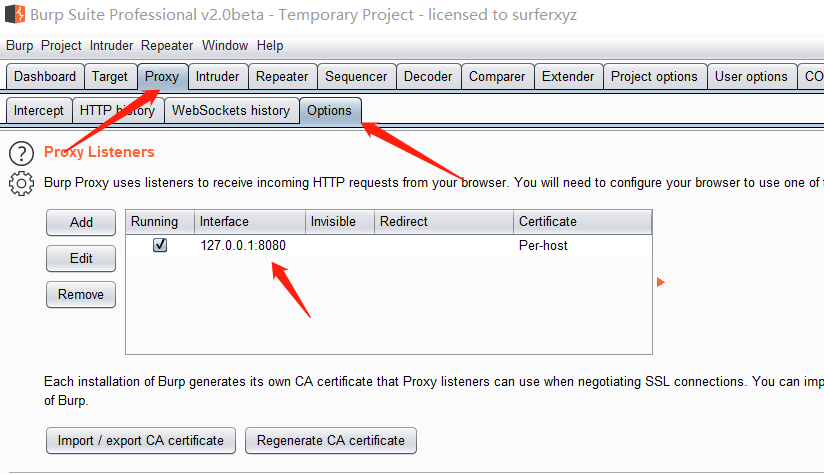 Burp Suite Professional v2.0beta - Temporary Project - licensed to surferxyz
Burp Project Intruder Repeater Window Help
Dashboard Target Proxy Intruder Repeater Sequencer Decoder Comparer Extender Project options User options CO
Intercept HTTP history WebSockets history Options
? Proxy Listeners
Burp Proxy uses listeners to receive incoming HTTP requests from your browser. You will need to configure your browser to use one of
Add Running Interface Invisible Redirect Certificate
127.0.0.1:8080 Per-host
Edit
Remove
Each installation of Burp generates its own CA certificate that Proxy listeners can use when negotiating SSL connections. You can imp
of Burp.
Import / export CA certificate Regenerate CA certificate